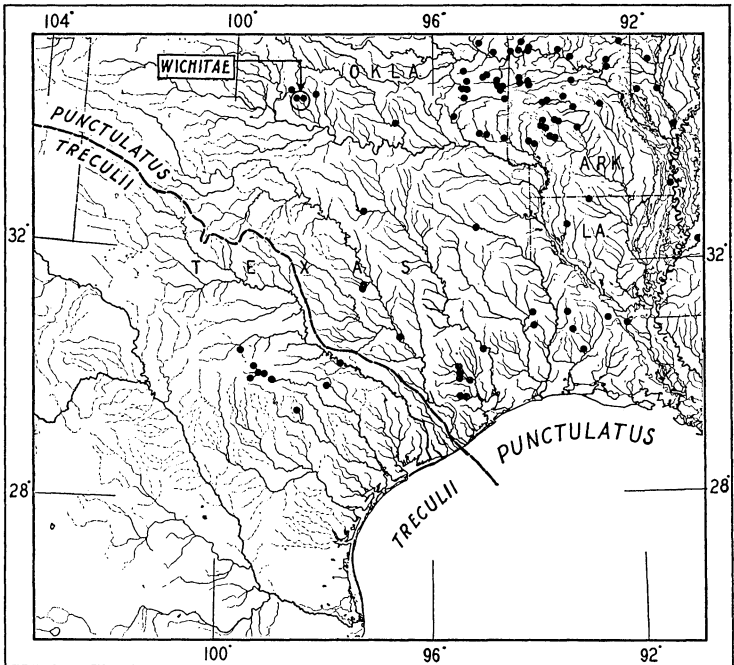 104° 100° 96° 92°
WICHITAE
OKLA
PUNCTULATUS
TRECULII
ARK
32° 32°
LA
TEXAS
PUNCTULATUS
TRECULII
28° 28°
100° 96° 92°